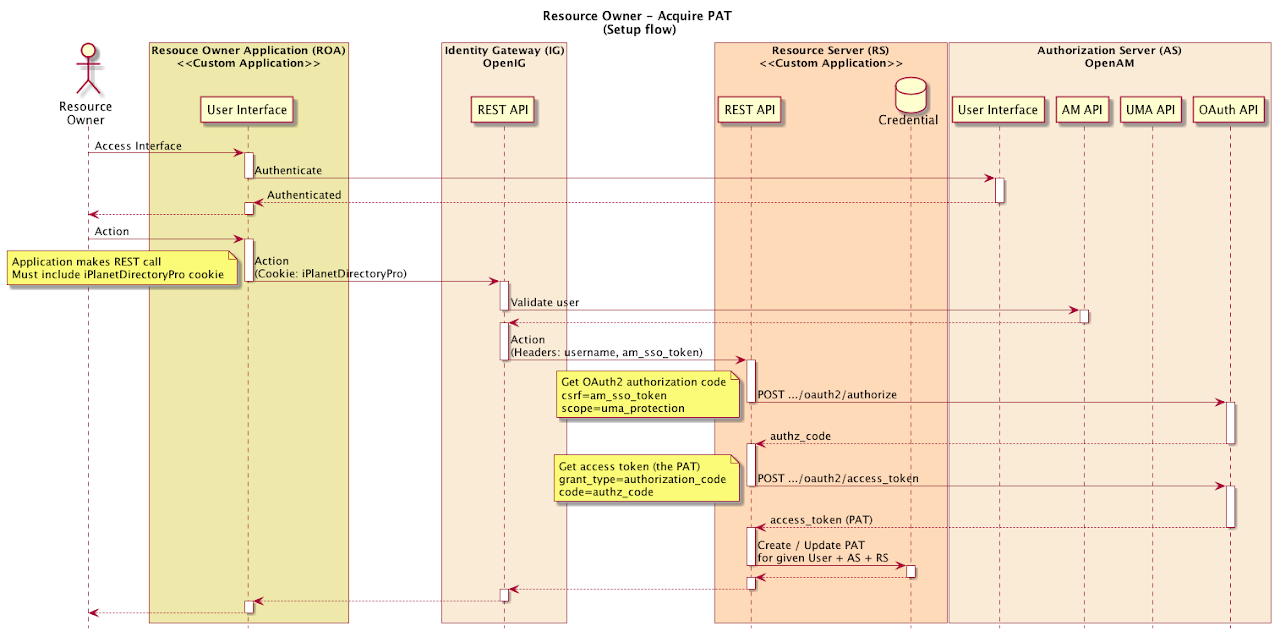 Resource Owner - Acquire PAT
(Setup flow)
Resouce Owner Application (ROA)
<<Custom Application>>
Identity Gateway (IG)
OpenIG
Resource Server (RS)
<<Custom Application>>
Authorization Server (AS)
OpenAM
Resource
Owner
User Interface
REST API
REST API
Credential
User Interface
AM API
UMA API
OAuth API
Access Interface
Authenticate
Authenticated
Action
Application makes REST call
Must include iPlanetDirectoryPro cookie
Action
(Cookie: iPlanetDirectoryPro)
Validate user
Action
(Headers: username, am_sso_token)
Get OAuth2 authorization code
csrf=am_sso_token
scope=uma_protection
POST .../oauth2/authorize
authz_code
Get access token (the PAT)
grant_type=authorization_code
code=authz_code
POST .../oauth2/access_token
access_token (PAT)
Create / Update PAT
for given User + AS + RS